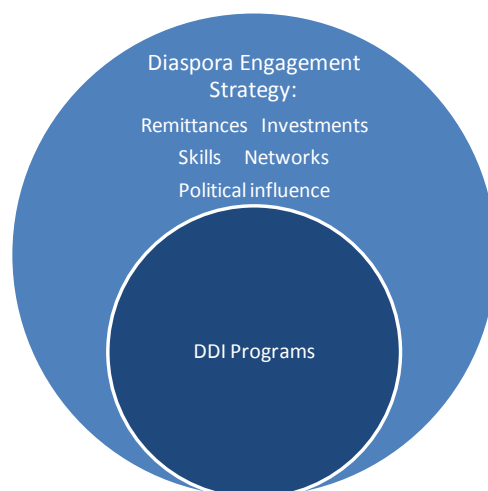 Diaspora Engagement
Strategy:
Remittances Investments
Skills Networks
Political influence
DDI Programs